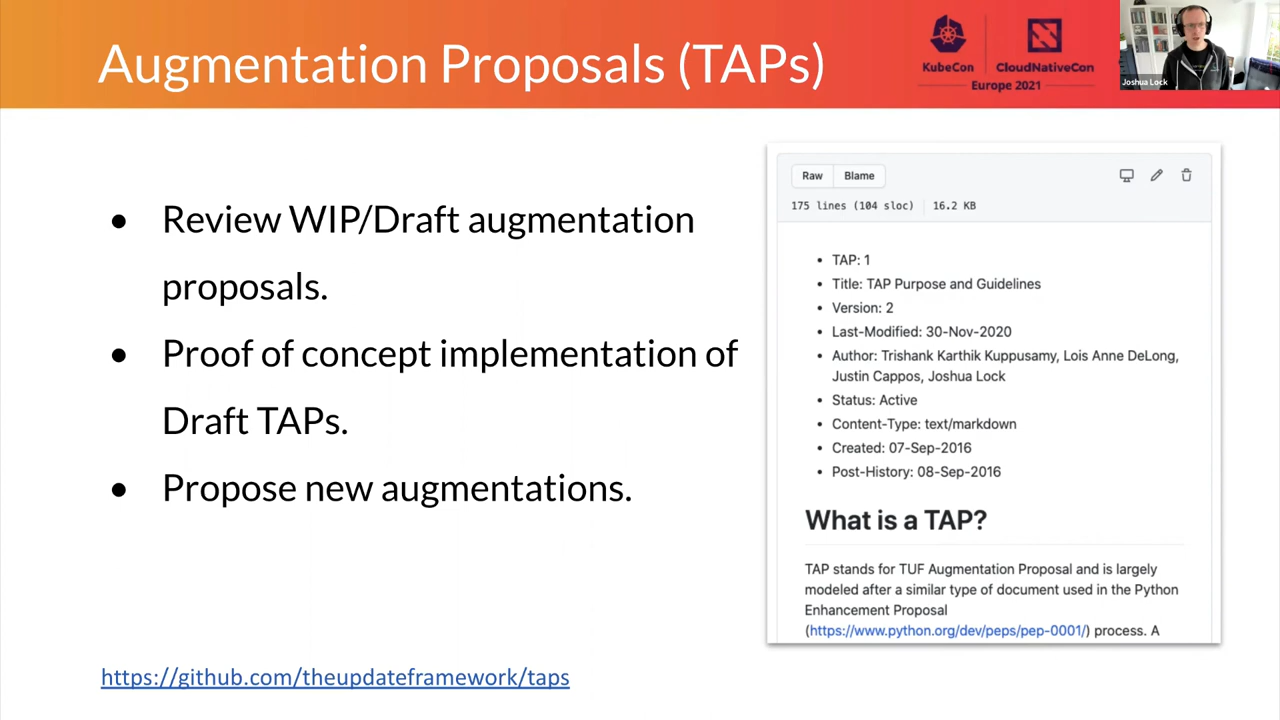 Augmentation Proposals (TAPs)
KubeCon
CloudNativeCon
Europe 2021
Joshua Lock
● Review WIP/Draft augmentation
proposals.
● Proof of concept implementation of
Draft TAPs.
● Propose new augmentations.
https://github.com/theupdateframework/taps
Raw Blame
175 lines (104 sloc) 16.2 KB
• TAP: 1
• Title: TAP Purpose and Guidelines
• Version: 2
• Last-Modified: 30-Nov-2020
• Author: Trishank Karthik Kuppusamy, Lois Anne DeLong,
Justin Cappos, Joshua Lock
• Status: Active
• Content-Type: text/markdown
• Created: 07-Sep-2016
• Post-History: 08-Sep-2016
What is a TAP?
TAP stands for TUF Augmentation Proposal and is largely
modeled after a similar type of document used in the Python
Enhancement Proposal
(https://www.python.org/dev/peps/pep-0001/) process. A